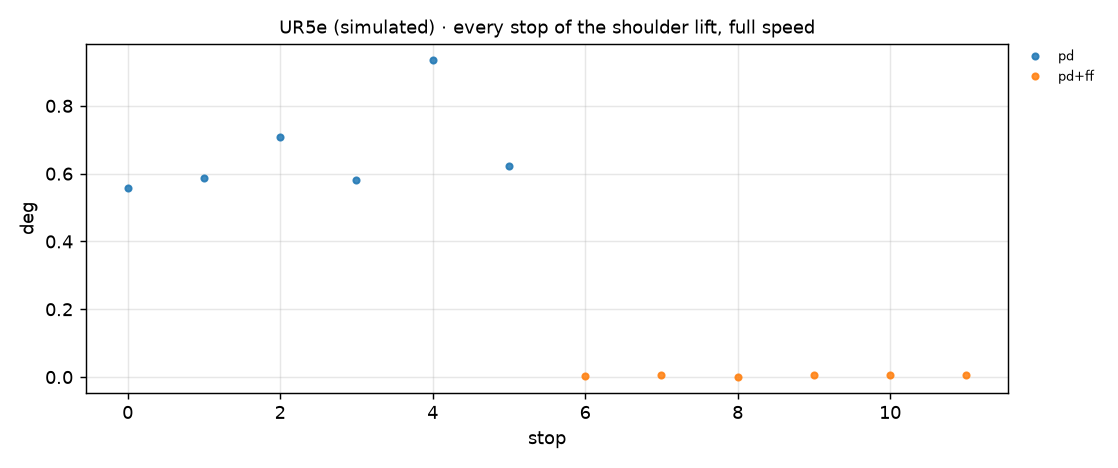 UR5e (simulated) · every stop of the shoulder lift, full speed
pd
pd+ff
deg
0.8
0.6
0.4
0.2
0.0
0 2 4 6 8 10
stop